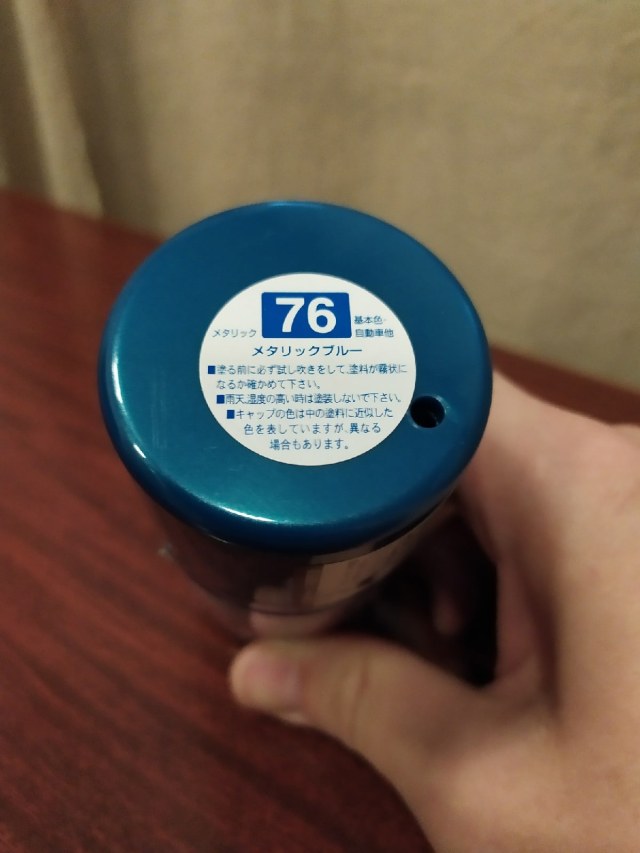 76
メタリック
基本色・
自動車他
メタリックブルー
■塗る前に必ず試し吹きをして、塗料が霧状に
なるか確かめて下さい。
■雨天、湿度の高い時は塗装しないで下さい。
■キャップの色は中の塗料に近似した
色を表していますが、異なる
場合もあります。